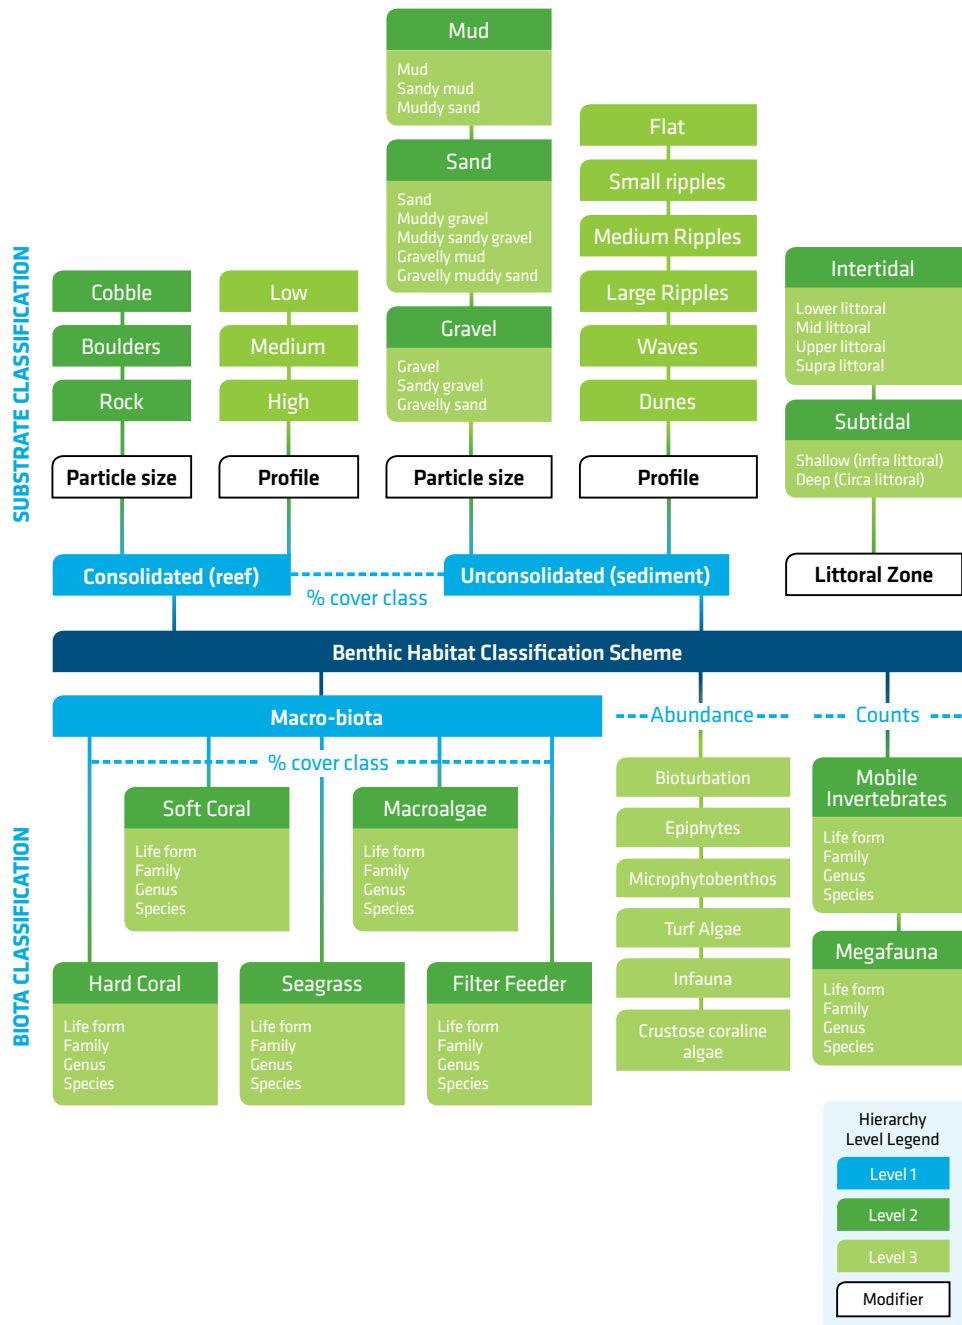 SUBSTRATE CLASSIFICATION
Cobble
Boulders
Rock
Particle size
Low
Medium
High
Profile
Mud
Mud
Sandy mud
Muddy sand
Sand
Sand
Muddy gravel
Muddy sandy gravel
Gravelly mud
Gravelly muddy sand
Gravel
Gravel
Sandy gravel
Gravelly sand
Particle size
Flat
Small ripples
Medium Ripples
Large Ripples
Waves
Dunes
Profile
Intertidal
Lower littoral
Mid littoral
Upper littoral
Supra littoral
Subtidal
Shallow (infra littoral)
Deep (Circa littoral)
Littoral Zone
Consolidated (reef)
% cover class
Unconsolidated (sediment)
Benthic Habitat Classification Scheme
BIOTA CLASSIFICATION
Macro-biota
% cover class
Soft Coral
Life form
Family
Genus
Species
Macroalgae
Life form
Family
Genus
Species
Hard Coral
Life form
Family
Genus
Species
Seagrass
Life form
Family
Genus
Species
Filter Feeder
Life form
Family
Genus
Species
Abundance
Bioturbation
Epiphytes
Microphytobenthos
Turf Algae
Infauna
Crustose coraline
algae
Counts
Mobile
Invertebrates
Life form
Family
Genus
Species
Megafauna
Life form
Family
Genus
Species
Hierarchy
Level Legend
Level 1
Level 2
Level 3
Modifier